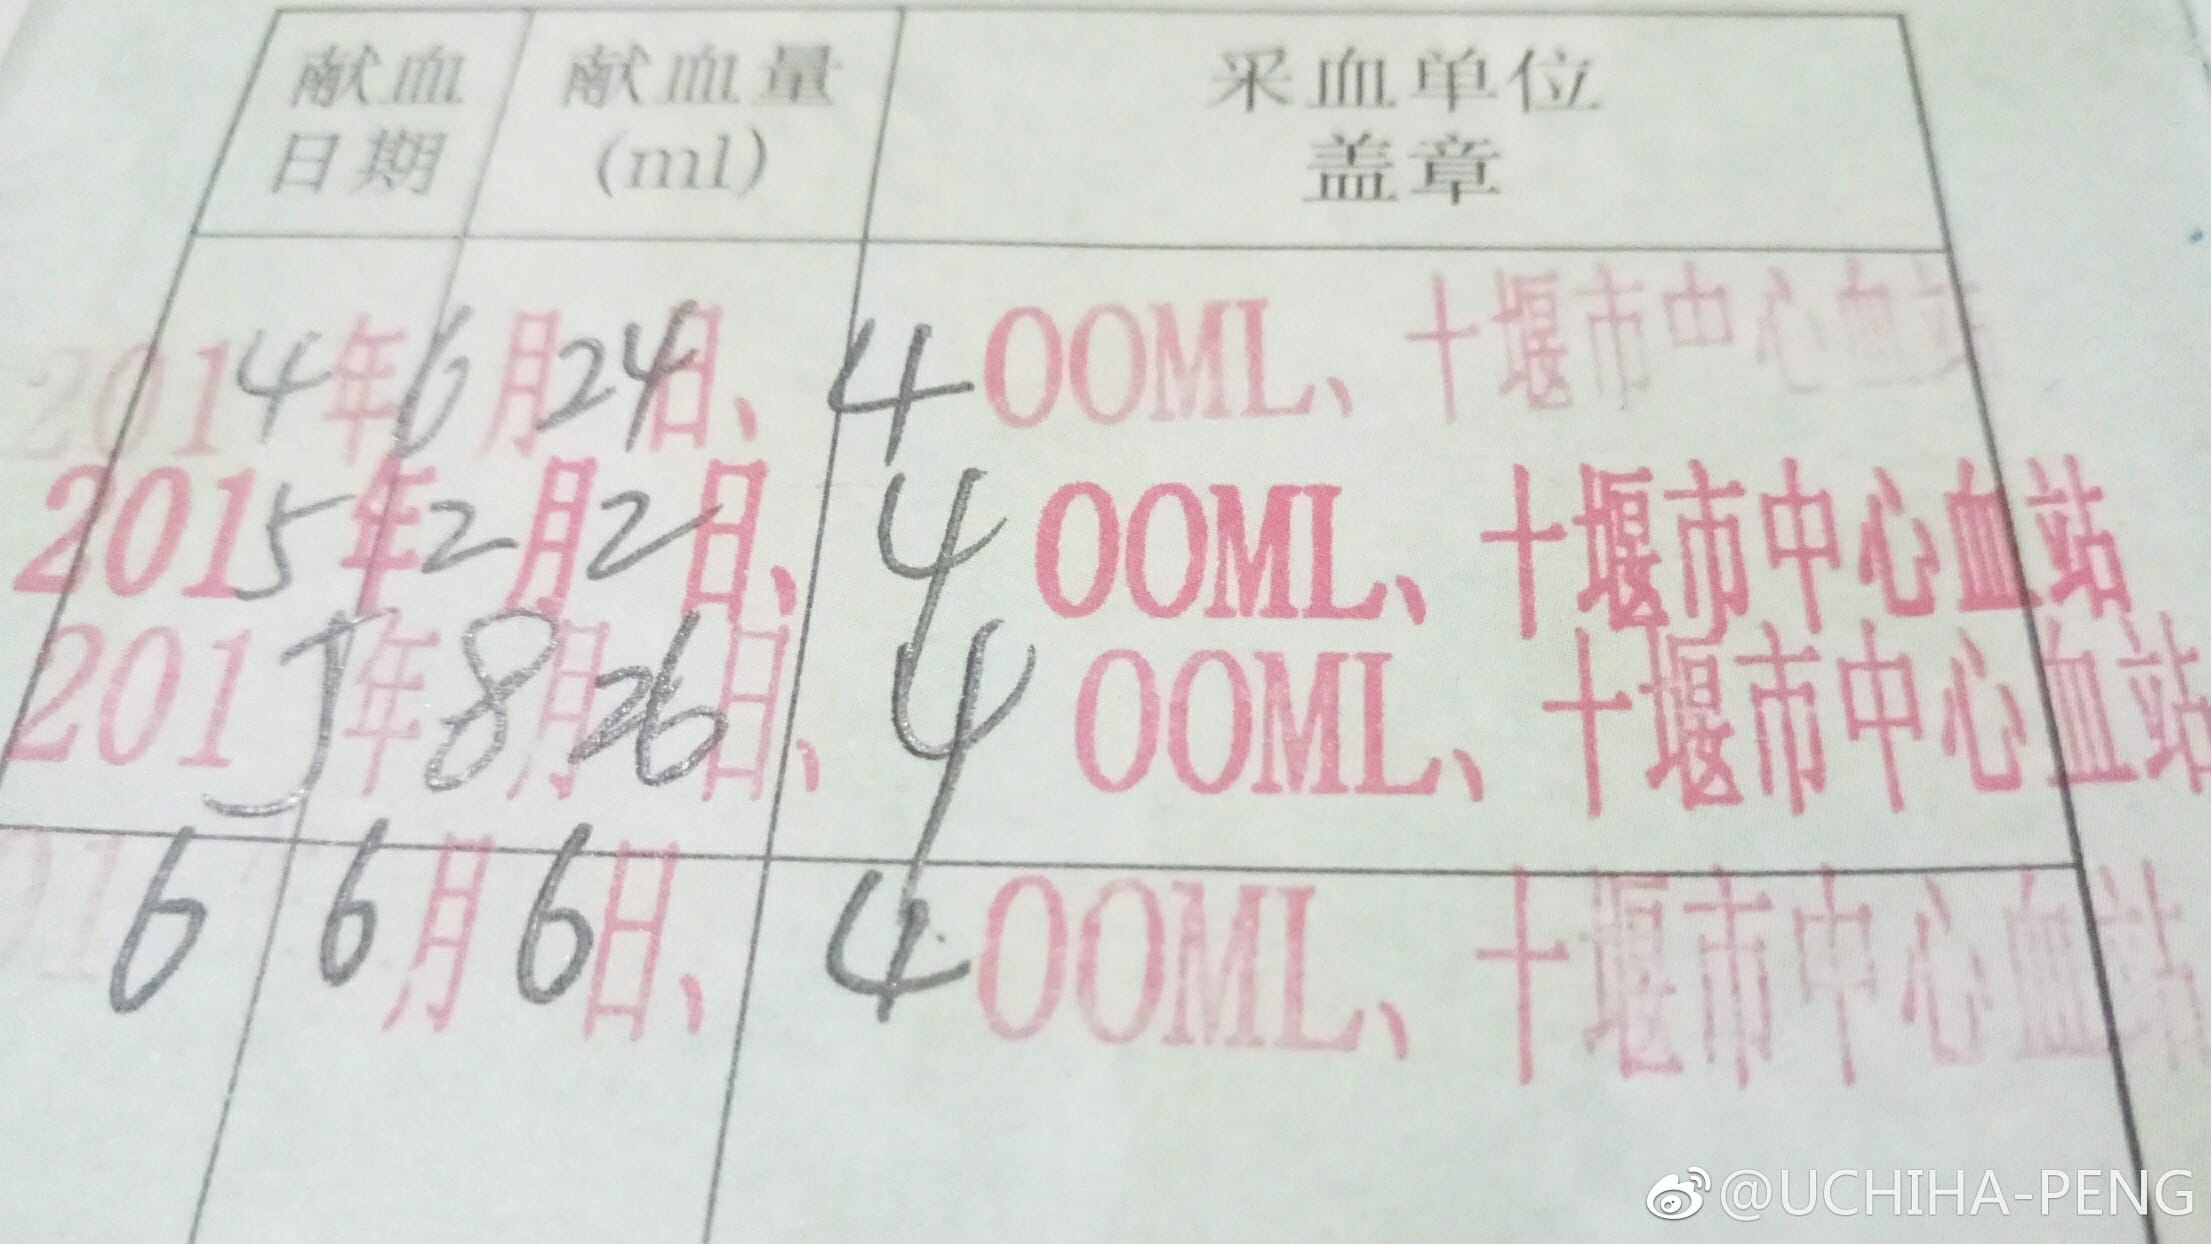 献血日期 献血量(ml) 采血单位盖章
2014年6月24日、400ML、十堰市中心血站
2015年2月2日、400ML、十堰市中心血站
2015年8月26日、400ML、十堰市中心血站
2016 6月6日、400ML、十堰市中心血站
@UCHIHA-PENG